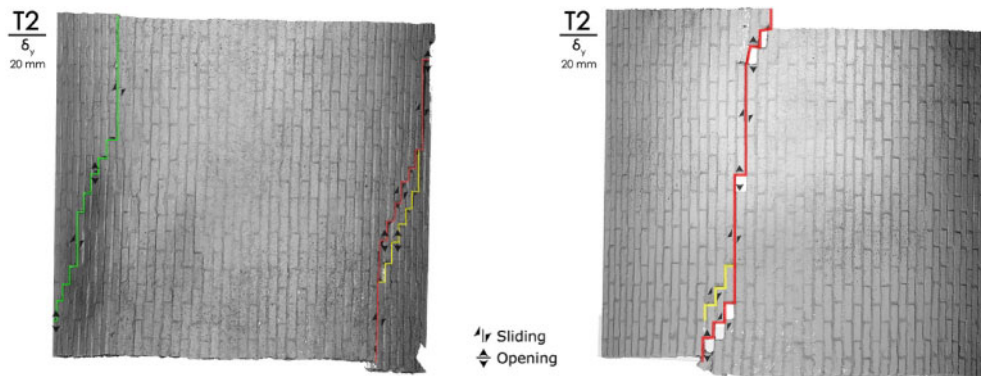 T2
δy
20 mm
Sliding
Opening
T2
δy
20 mm